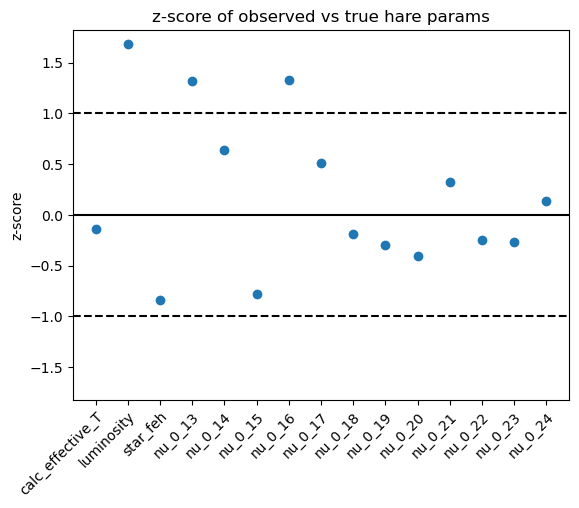 z-score of observed vs true hare params
z-score
1.5
1.0
0.5
0.0
−0.5
−1.0
−1.5
calc_effective_T
luminosity
star_feh
nu_0_13
nu_0_14
nu_0_15
nu_0_16
nu_0_17
nu_0_18
nu_0_19
nu_0_20
nu_0_21
nu_0_22
nu_0_23
nu_0_24